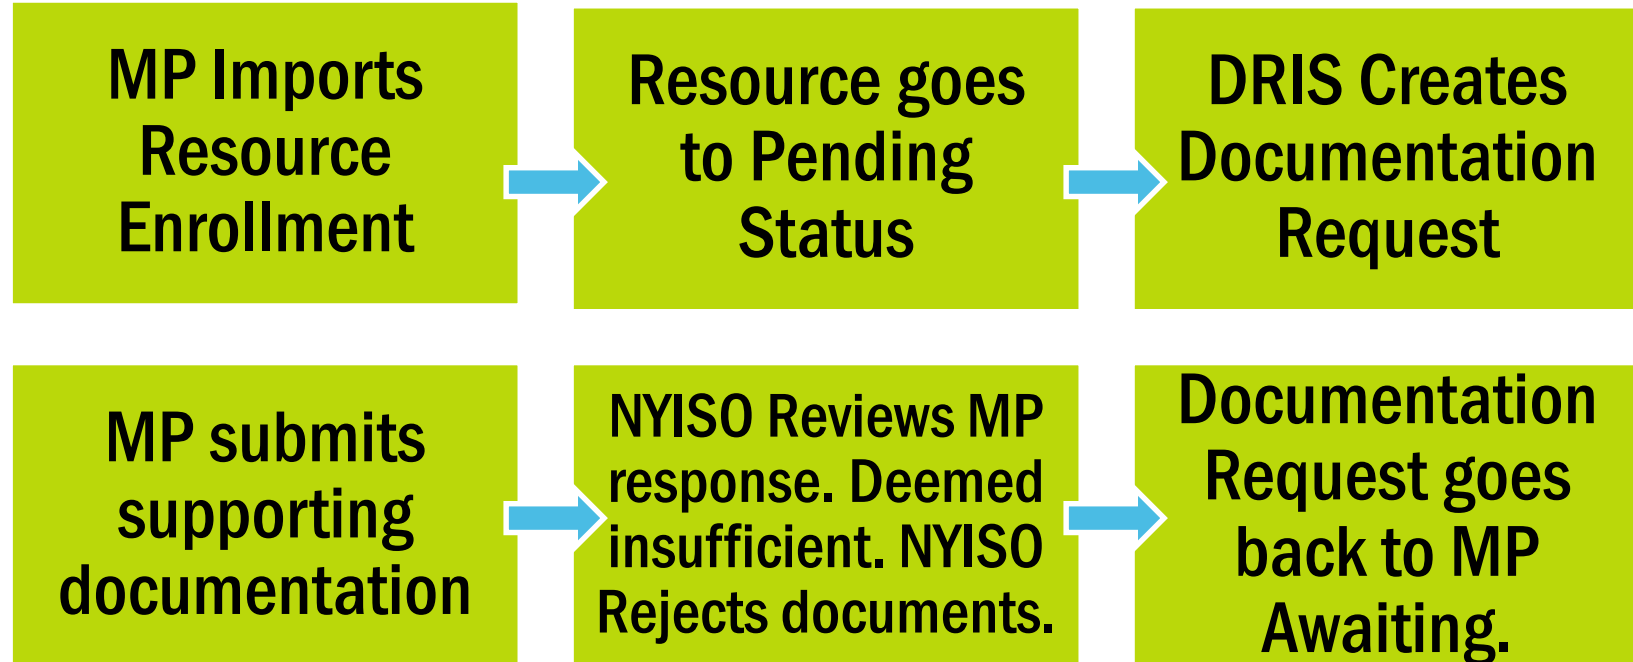 MP Imports
Resource
Enrollment
Resource goes
to Pending
Status
DRIS Creates
Documentation
Request
MP submits
supporting
documentation
NYISO Reviews MP
response. Deemed
insufficient. NYISO
Rejects documents.
Documentation
Request goes
back to MP
Awaiting.